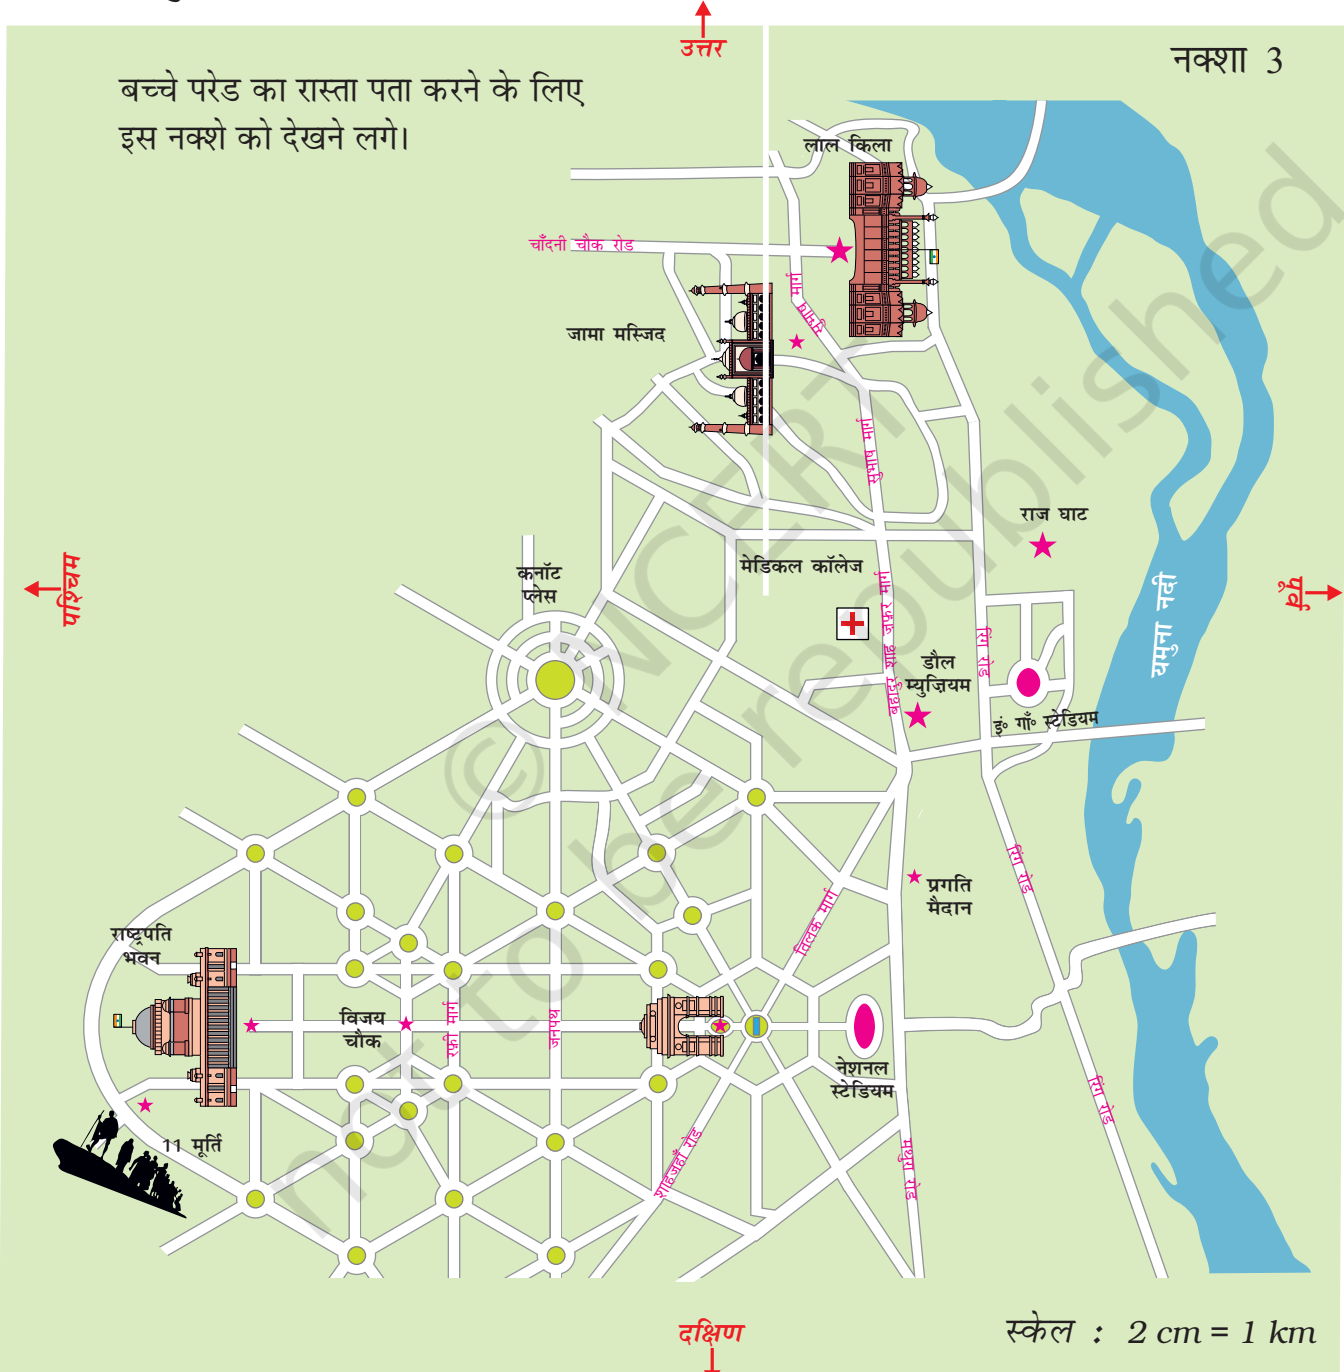 उत्तर
नक्शा 3
बच्चे परेड का रास्ता पता करने के लिए
इस नक्शे को देखने लगे।
लाल किला
चाँदनी चौक रोड
सुभाष मार्ग
जामा मस्जिद
सुभाष मार्ग
राज घाट
मेडिकल कॉलेज
कनॉट
प्लेस
पश्चिम
पूर्व
यमुना नदी
बहादुर शाह ज़फ़र मार्ग
रिंग रोड
डौल
म्युज़ियम
इं॰ गाँ॰ स्टेडियम
रिंग रोड
प्रगति
मैदान
तिलक मार्ग
राष्ट्रपति
भवन
विजय
चौक
रफ़ी मार्ग
जनपथ
नेशनल
स्टेडियम
रिंग रोड
11 मूर्ति
शाहजहाँ रोड
मथुरा रोड
दक्षिण
स्केल : 2 cm = 1 km
© NCERT
not to be republished